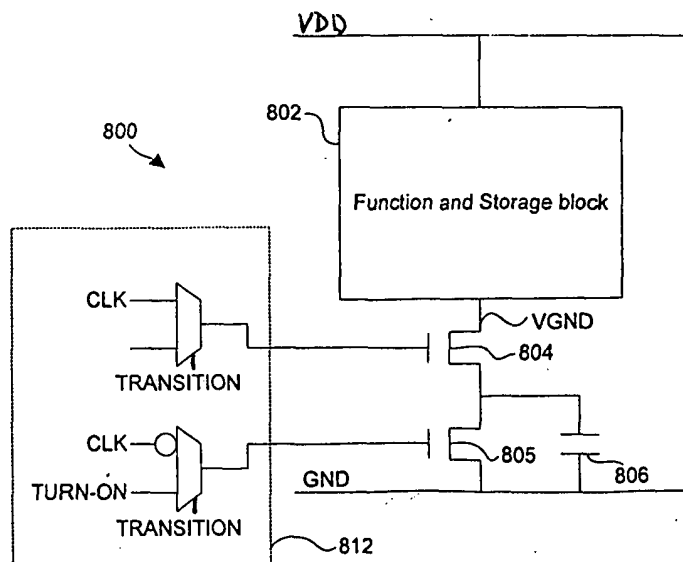 VDD
802
800
Function and Storage block
CLK
VGND
804
TRANSITION
CLK
805
806
TURN-ON
GND
TRANSITION
812